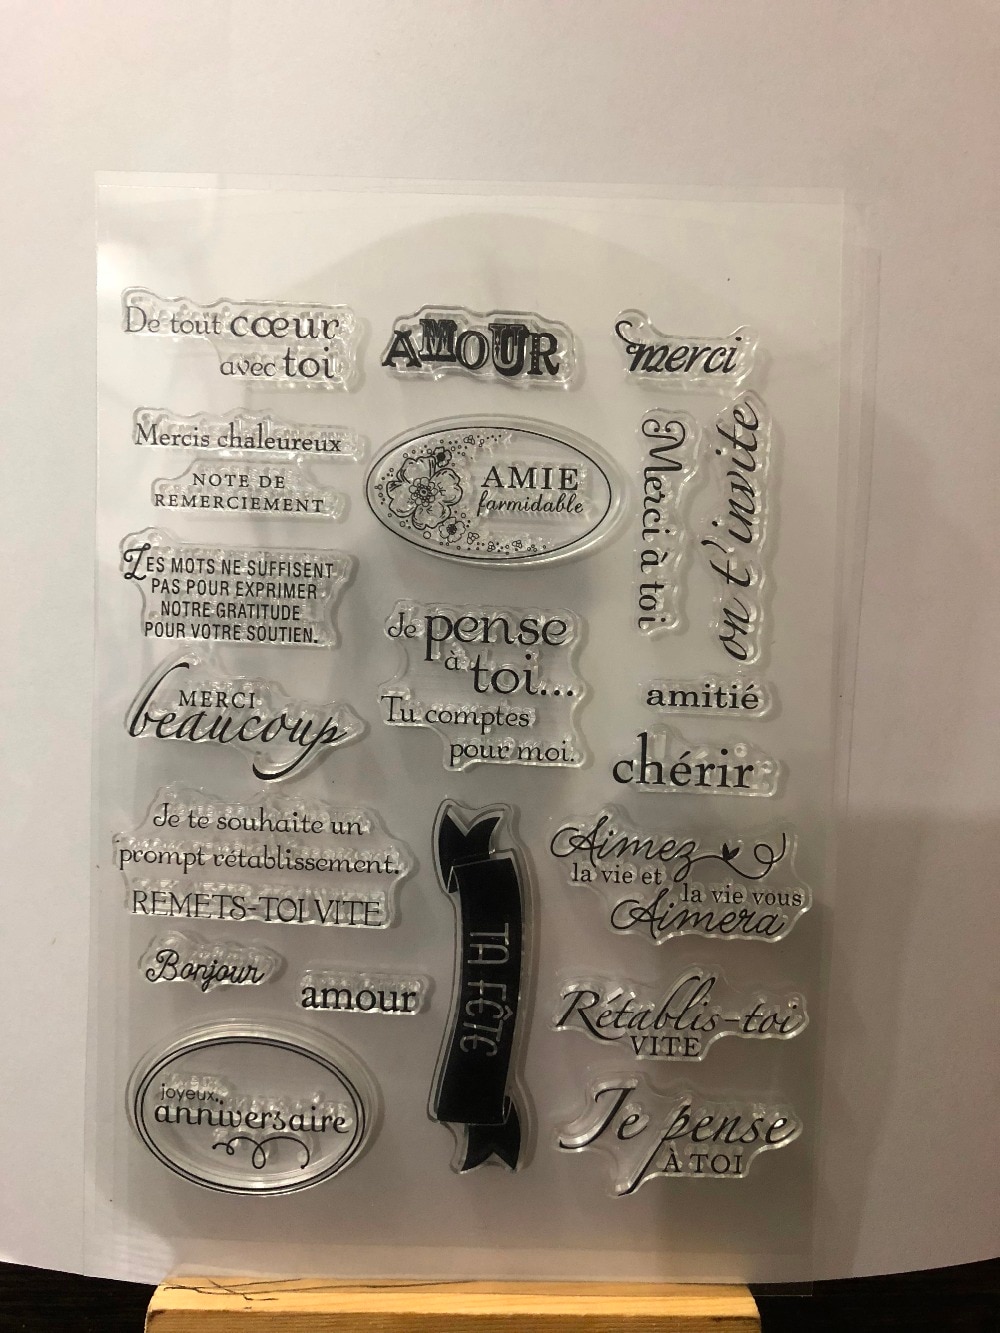 De tout cœur
avec toi
AMOUR
merci
Mercis chaleureux
NOTE DE
REMERCIEMENT
AMIE
farmidable
Merci à toi
on t'invite
LES MOTS NE SUFFISENT
PAS POUR EXPRIMER
NOTRE GRATITUDE
POUR VOTRE SOUTIEN.
Je pense
à toi...
Tu comptes
pour moi.
amitié
MERCI
beaucoup
chérir
Je te souhaite un
prompt rétablissement.
REMETS-TOI VITE
TA FÊTE
Aimez
la vie et
la vie vous
Aimera
Bonjour
amour
Rétablis-toi
VITE
joyeux
anniversaire
Je pense
À TOI